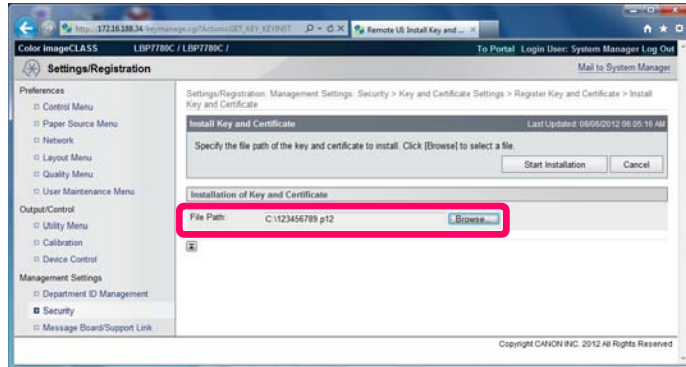 http://172.16.188.34/keymanage.cgi?Action=GET_KEY_KEYINST
Remote UI: Install Key and ...
Color imageCLASS LBP7780C / LBP7780C /
To Portal Login User: System Manager Log Out
Settings/Registration
Mail to System Manager
Preferences
Control Menu
Paper Source Menu
Network
Layout Menu
Quality Menu
User Maintenance Menu
Output/Control
Utility Menu
Calibration
Device Control
Management Settings
Department ID Management
Security
Message Board/Support Link
Settings/Registration: Management Settings: Security > Key and Certificate Settings > Register Key and Certificate > Install
Key and Certificate
Install Key and Certificate
Last Updated: 06/06/2012 06:05:16 AM
Specify the file path of the key and certificate to install. Click [Browse] to select a file.
Start Installation Cancel
Installation of Key and Certificate
File Path: C:\123456789.p12 Browse...
Copyright CANON INC. 2012 All Rights Reserved